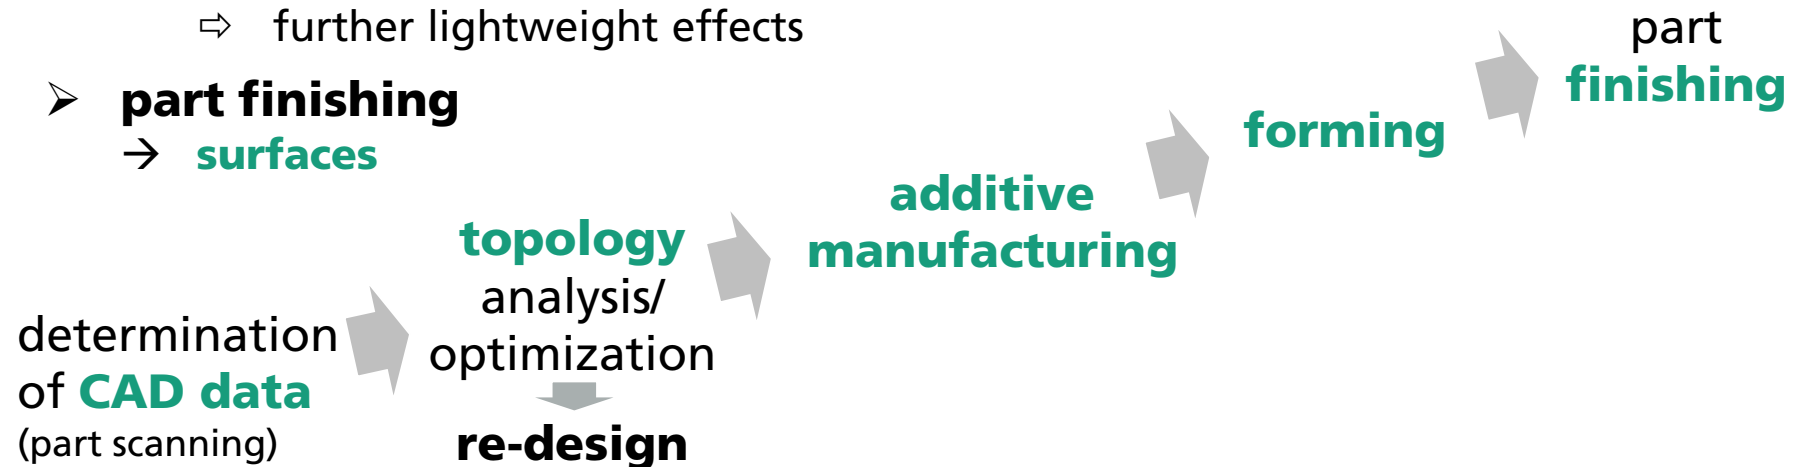 ⇨ further lightweight effects
➢ part finishing
→ surfaces
determination
of CAD data
(part scanning)
topology
analysis/
optimization
re-design
additive
manufacturing
forming
part
finishing